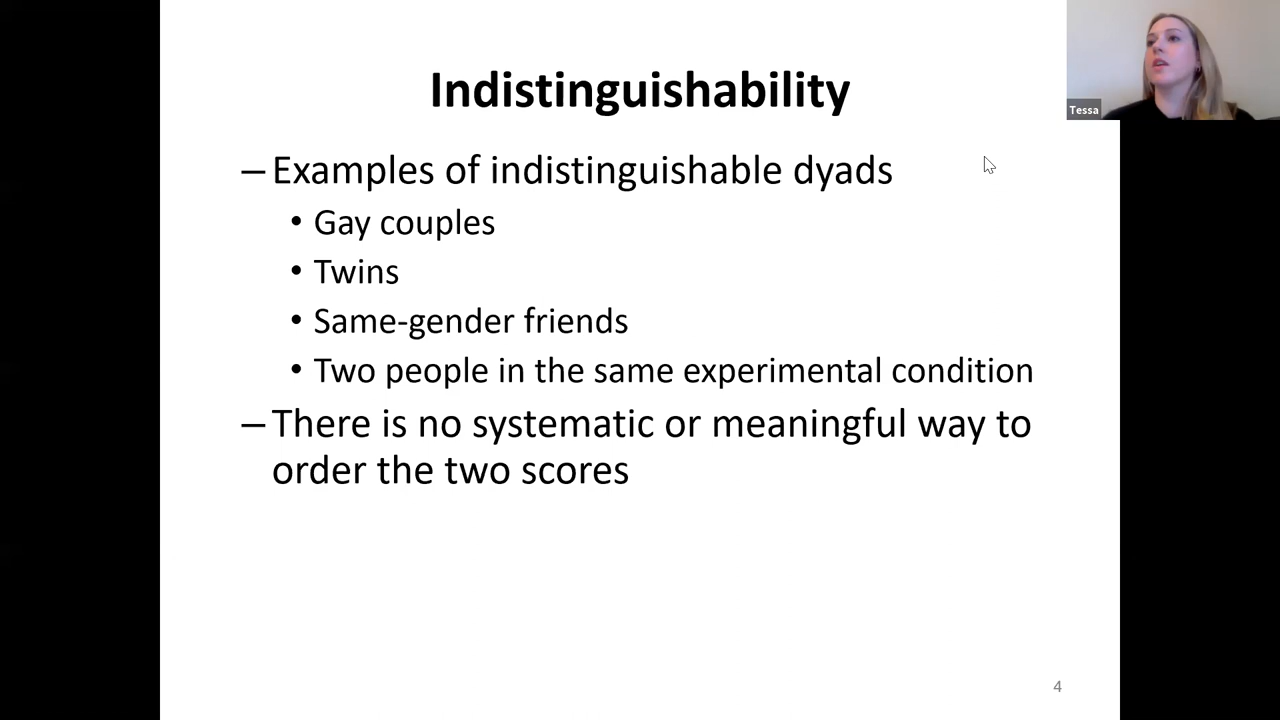 Indistinguishability
Tessa
– Examples of indistinguishable dyads
• Gay couples
• Twins
• Same-gender friends
• Two people in the same experimental condition
– There is no systematic or meaningful way to
order the two scores
4